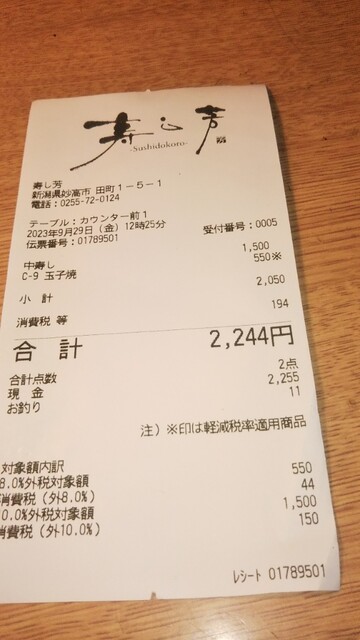 寿し芳
-Sushidokoro-
寿し芳
新潟県妙高市 田町1-5-1
電話:0255-72-0124
テーブル:カウンター前1
2023年9月29日(金) 12時25分 受付番号:0005
伝票番号:01789501
中寿し 1,500
C-9 玉子焼 550※
小 計 2,050
消費税 等 194
合 計 2,244円
合計点数 2点
現 金 2,255
お釣り 11
注)※印は軽減税率適用商品
対象額内訳
8.0%外税対象額 550
消費税(外8.0%) 44
0.0%外税対象額 1,500
消費税(外10.0%) 150
レシート 01789501